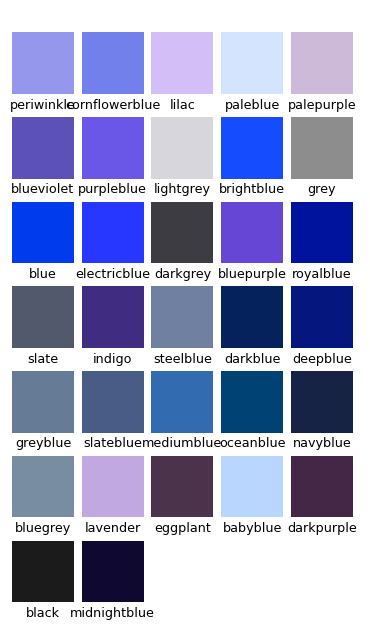 periwinkle cornflowerblue lilac paleblue palepurple
blueviolet purpleblue lightgrey brightblue grey
blue electricblue darkgrey bluepurple royalblue
slate indigo steelblue darkblue deepblue
greyblue slateblue mediumblue oceanblue navyblue
bluegrey lavender eggplant babyblue darkpurple
black midnightblue